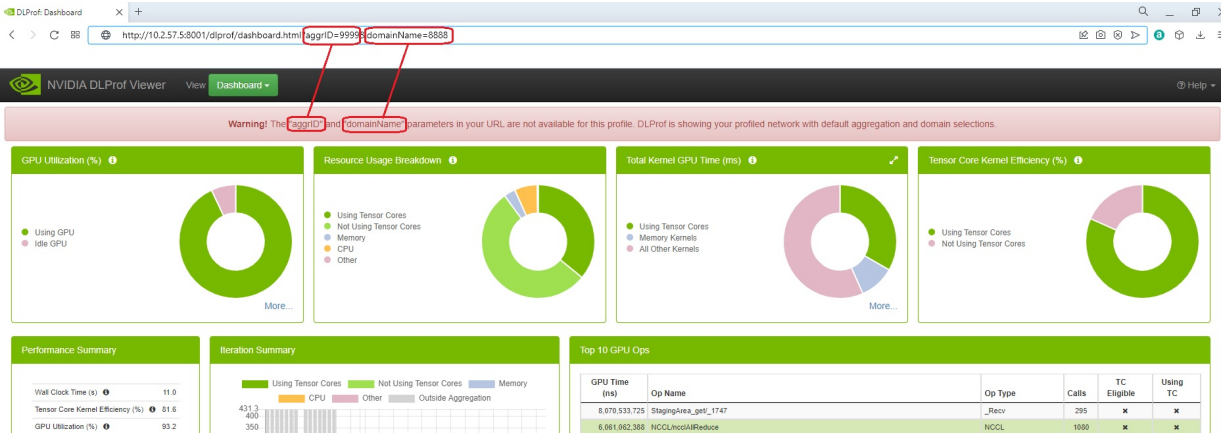 DLProf: Dashboard
http://10.2.57.5:8001/dlprof/dashboard.html?aggrID=9999&domainName=8888
NVIDIA DLProf Viewer View Dashboard Help
Warning! The "aggrID" and "domainName" parameters in your URL are not available for this profile. DLProf is showing your profiled network with default aggregation and domain selections.
GPU Utilization (%)
Using GPU
Idle GPU
More...
Resource Usage Breakdown
Using Tensor Cores
Not Using Tensor Cores
Memory
CPU
Other
Total Kernel GPU Time (ms)
Using Tensor Cores
Memory Kernels
All Other Kernels
More...
Tensor Core Kernel Efficiency (%)
Using Tensor Cores
Not Using Tensor Cores
Performance Summary
Wall Clock Time (s) 11.0
Tensor Core Kernel Efficiency (%) 81.6
GPU Utilization (%) 93.2
Iteration Summary
Using Tensor Cores Not Using Tensor Cores Memory
CPU Other Outside Aggregation
431.3
400
350
Top 10 GPU Ops
GPU Time (ns) Op Name Op Type Calls TC Eligible Using TC
8,070,533,725 StagingArea_get/_1747 _Recv 295
6,061,062,388 NCCL/ncclAllReduce NCCL 1080